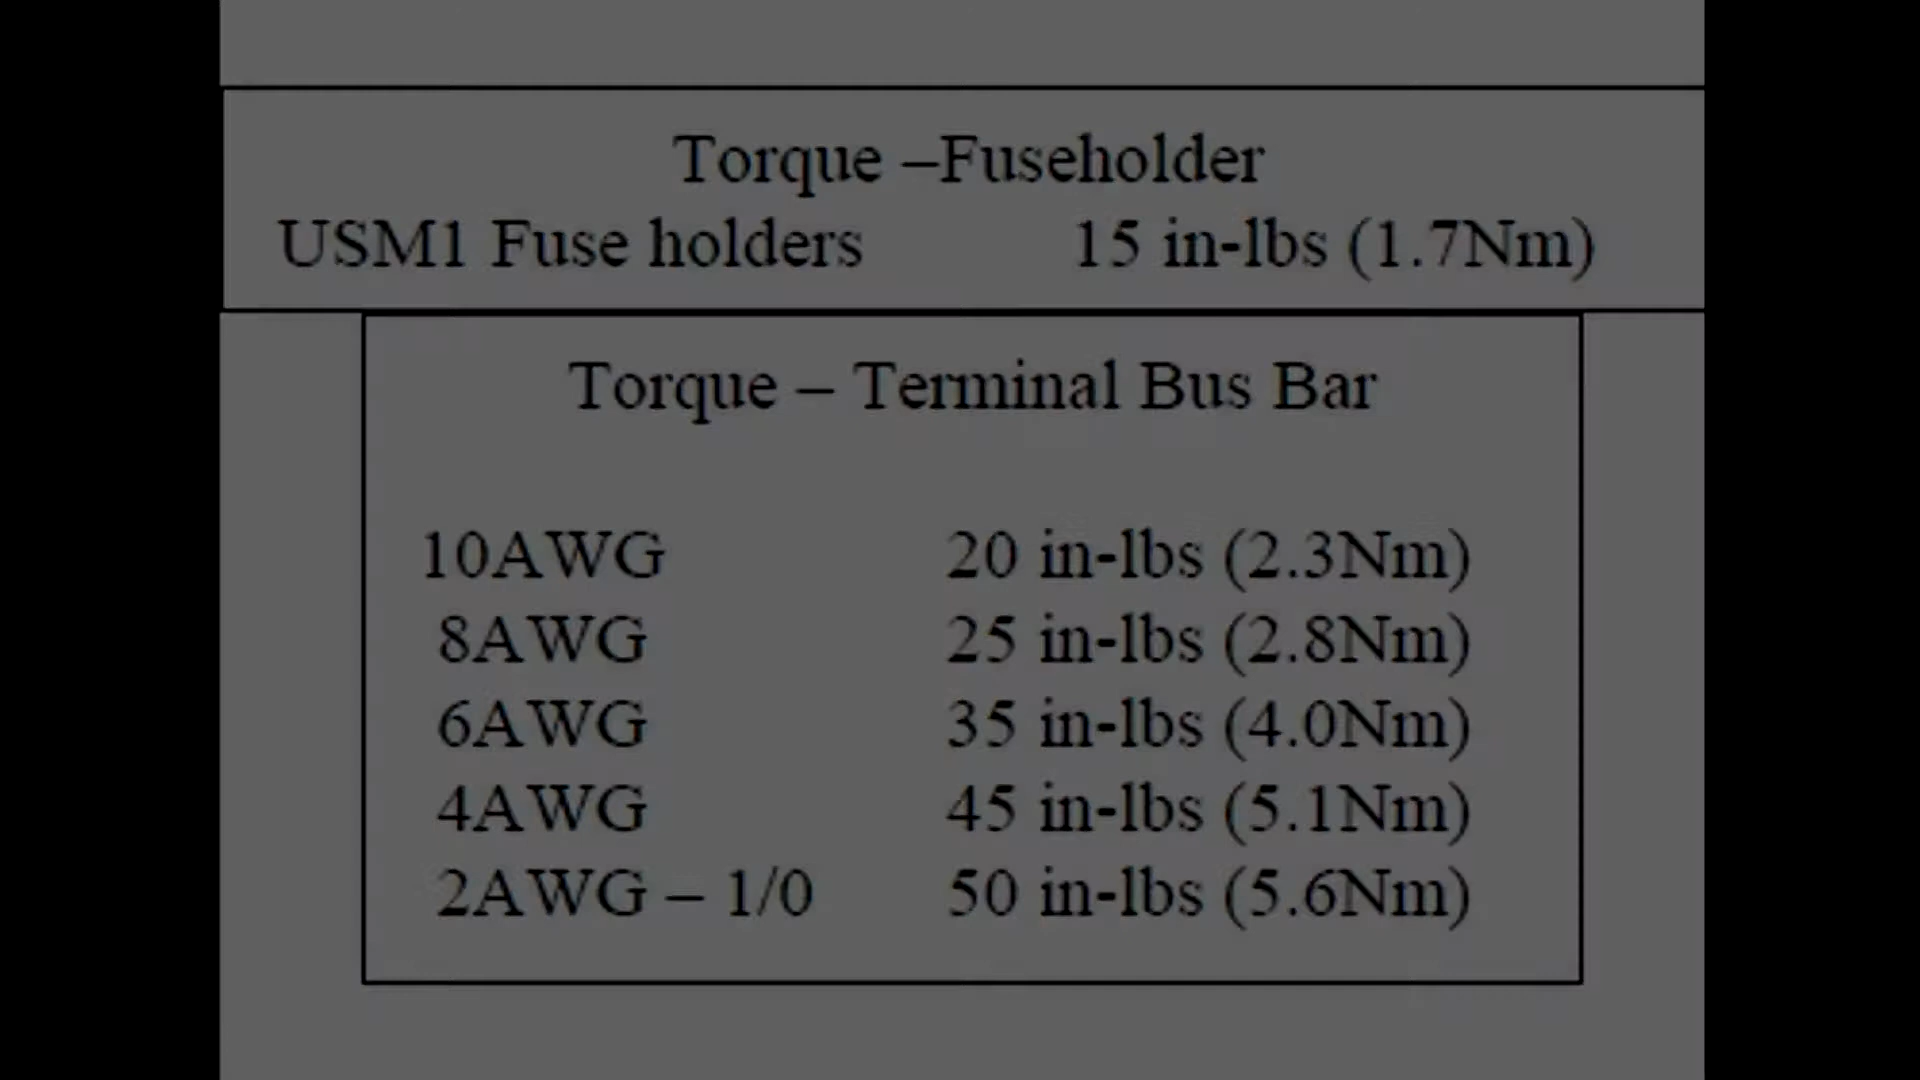 Torque –Fuseholder
USM1 Fuse holders 15 in-lbs (1.7Nm)
Torque – Terminal Bus Bar
10AWG 20 in-lbs (2.3Nm)
8AWG 25 in-lbs (2.8Nm)
6AWG 35 in-lbs (4.0Nm)
4AWG 45 in-lbs (5.1Nm)
2AWG – 1/0 50 in-lbs (5.6Nm)